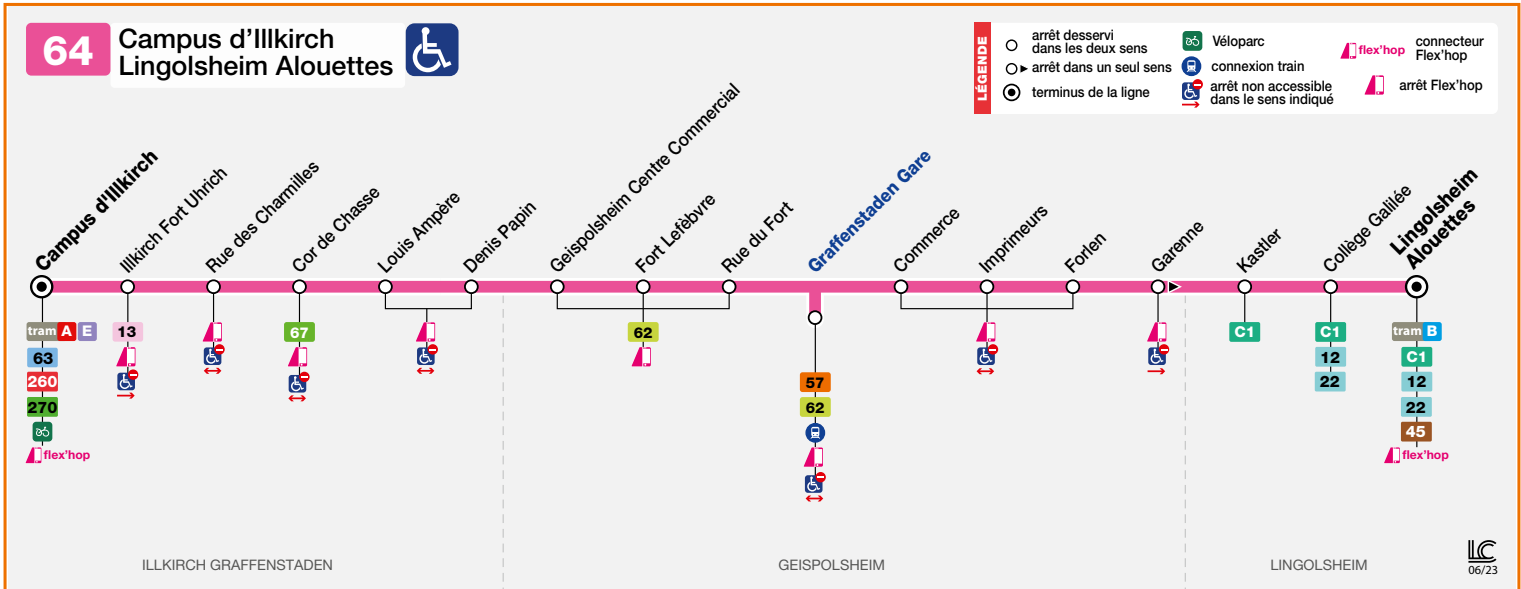 64
Campus d'Illkirch
Lingolsheim Alouettes
LÉGENDE
arrêt desservi
dans les deux sens
arrêt dans un seul sens
terminus de la ligne
Véloparc
connexion train
arrêt non accessible
dans le sens indiqué
flex'hop
connecteur
Flex'hop
arrêt Flex'hop
Campus d'Illkirch
Illkirch Fort Uhrich
Rue des Charmilles
Cor de Chasse
Louis Ampère
Denis Papin
Geispolsheim Centre Commercial
Fort Lefèbvre
Rue du Fort
Graffenstaden Gare
Commerce
Imprimeurs
Forlen
Garenne
Kastler
Collège Galilée
Lingolsheim
Alouettes
tram A E
63
260
270
flex'hop
13
67
62
57
62
C1
C1
12
22
tram B
C1
12
22
45
flex'hop
ILLKIRCH GRAFFENSTADEN
GEISPOLSHEIM
LINGOLSHEIM
LC
06/23